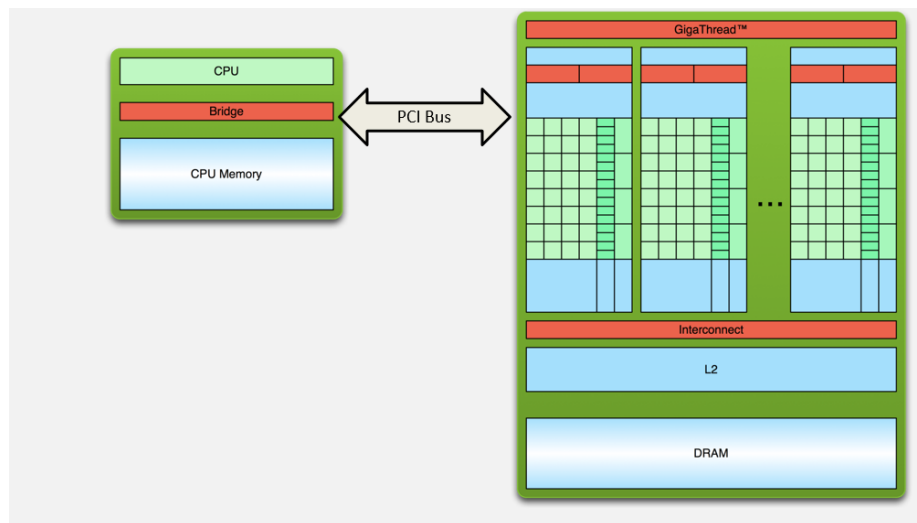 GigaThread™
CPU
Bridge
CPU Memory
PCI Bus
...
Interconnect
L2
DRAM